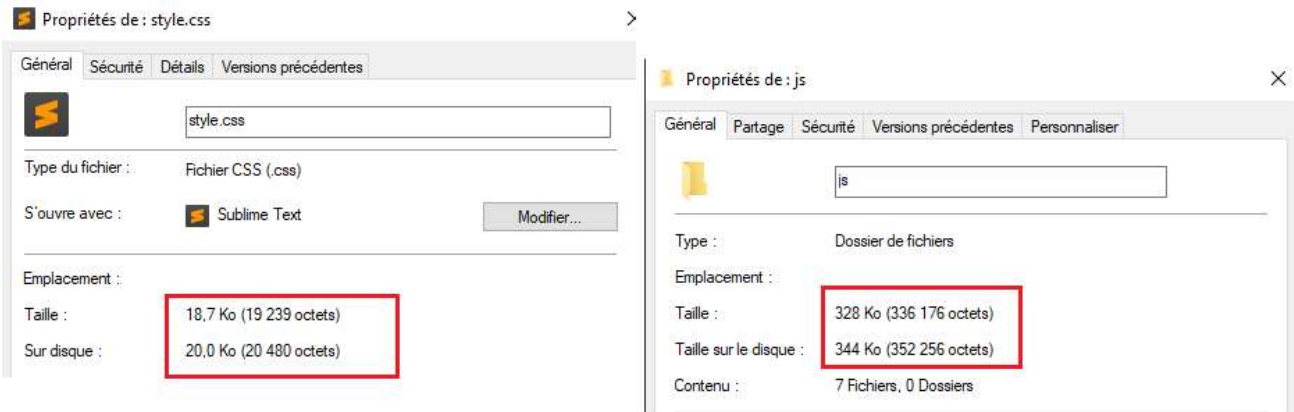 Propriétés de : style.css
Général Sécurité Détails Versions précédentes
style.css
Type du fichier : Fichier CSS (.css)
S'ouvre avec : Sublime Text Modifier...
Emplacement :
Taille : 18,7 Ko (19 239 octets)
Sur disque : 20,0 Ko (20 480 octets)
Propriétés de : js
Général Partage Sécurité Versions précédentes Personnaliser
js
Type : Dossier de fichiers
Emplacement :
Taille : 328 Ko (336 176 octets)
Taille sur le disque : 344 Ko (352 256 octets)
Contenu : 7 Fichiers, 0 Dossiers